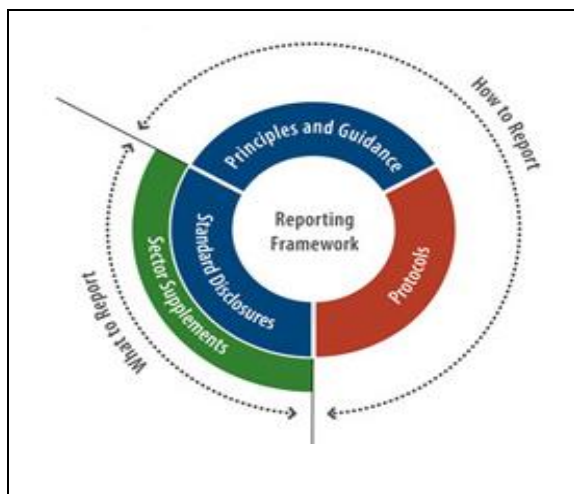 How to Report
Principles and Guidance
Reporting
Framework
Standard Disclosures
Protocols
Sector Supplements
What to Report